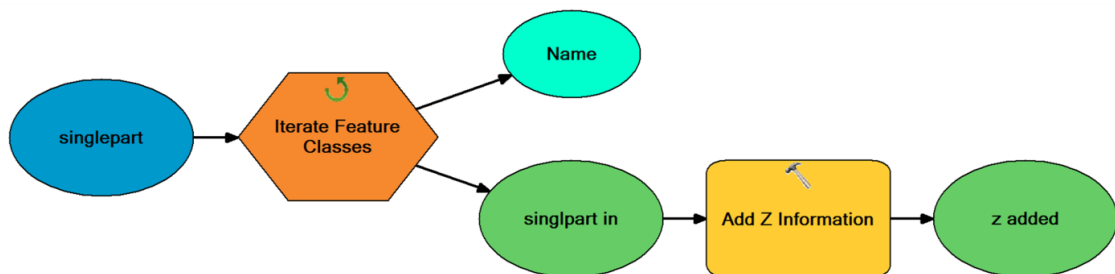 Name
singlepart
Iterate Feature
Classes
singlpart in
Add Z Information
z added